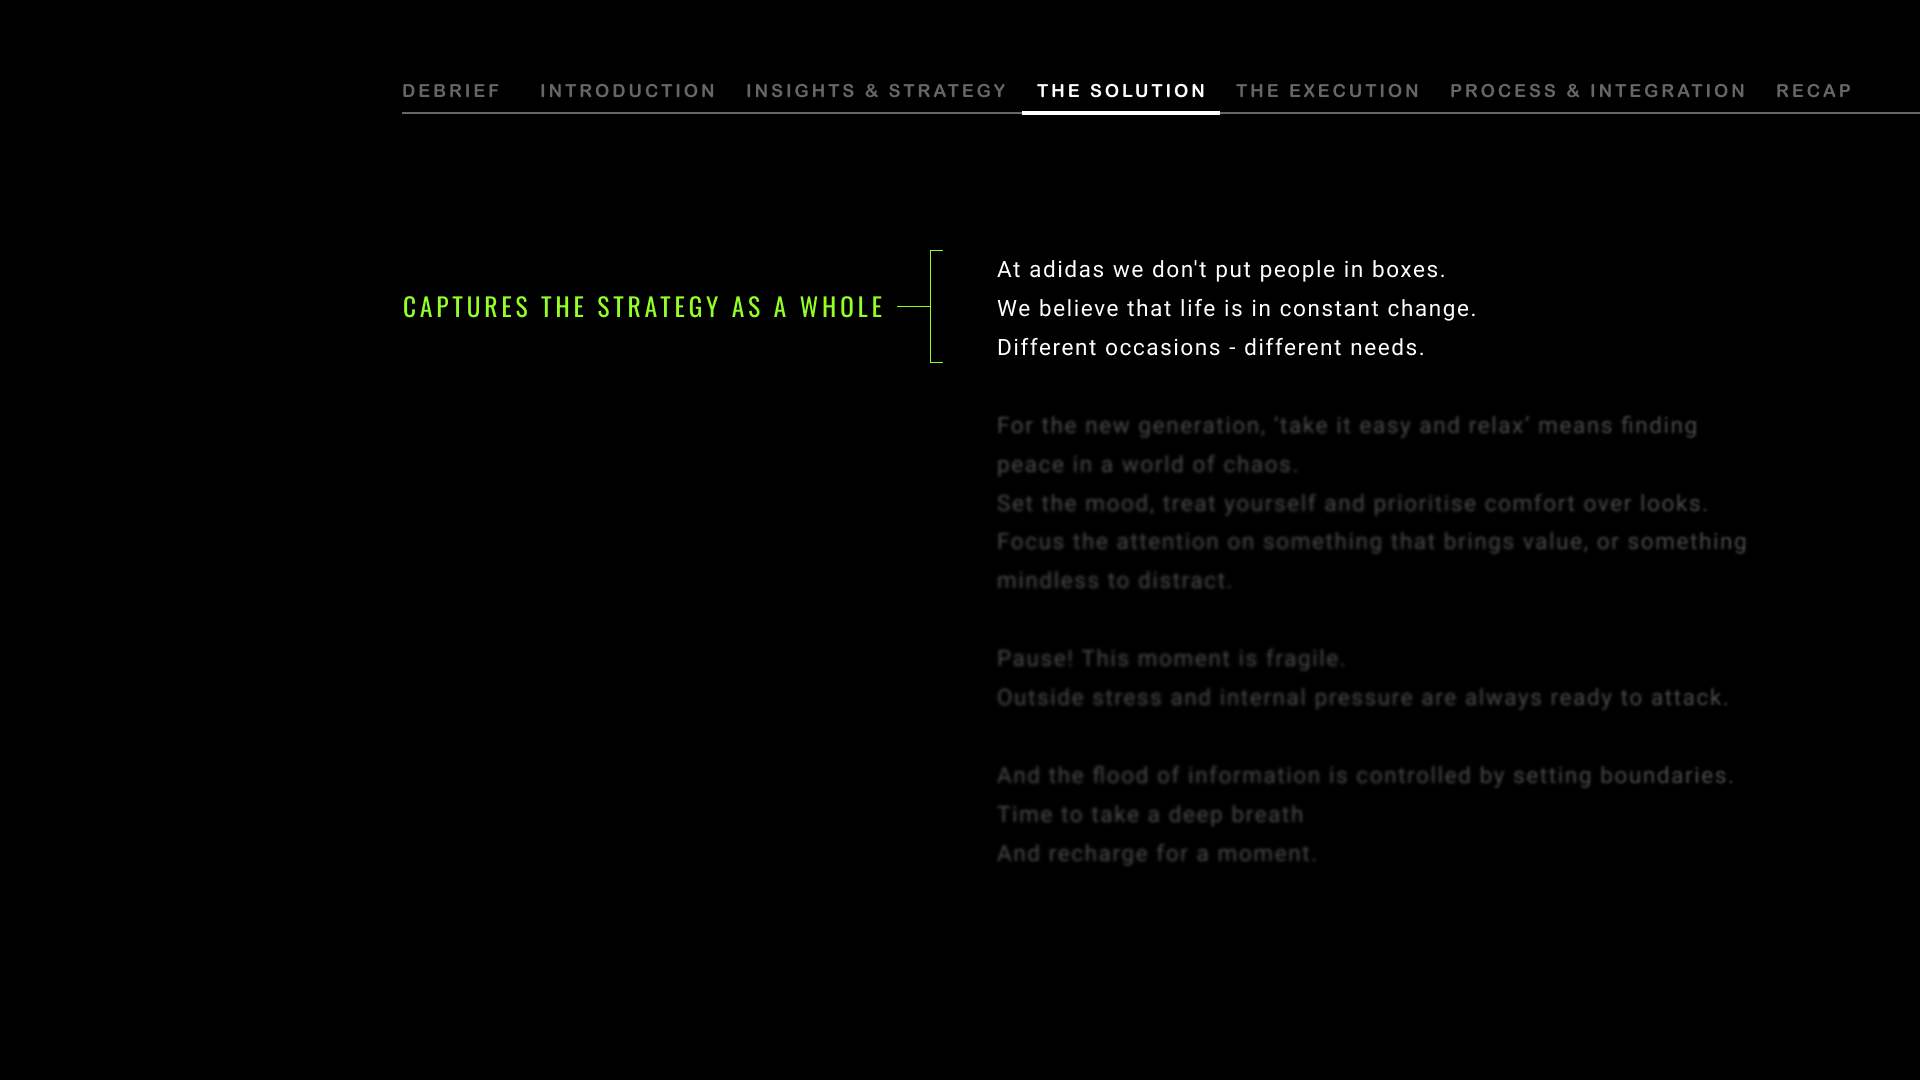 DEBRIEF INTRODUCTION INSIGHTS & STRATEGY THE SOLUTION THE EXECUTION PROCESS & INTEGRATION RECAP
CAPTURES THE STRATEGY AS A WHOLE
At adidas we don't put people in boxes.
We believe that life is in constant change.
Different occasions - different needs.
For the new generation, ‘take it easy and relax’ means finding
peace in a world of chaos.
Set the mood, treat yourself and prioritise comfort over looks.
Focus the attention on something that brings value, or something
mindless to distract.
Pause! This moment is fragile.
Outside stress and internal pressure are always ready to attack.
And the flood of information is controlled by setting boundaries.
Time to take a deep breath
And recharge for a moment.